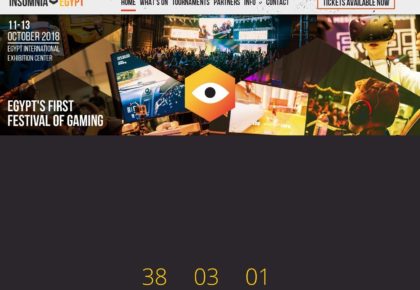 INSOMNIA EGYPT
HOME WHAT'S ON TOURNAMENTS PARTNERS INFO CONTACT
TICKETS AVAILABLE NOW
11-13
OCTOBER 2018
EGYPT INTERNATIONAL
EXHIBITION CENTER
EGYPT'S FIRST
FESTIVAL OF GAMING
38 03 01